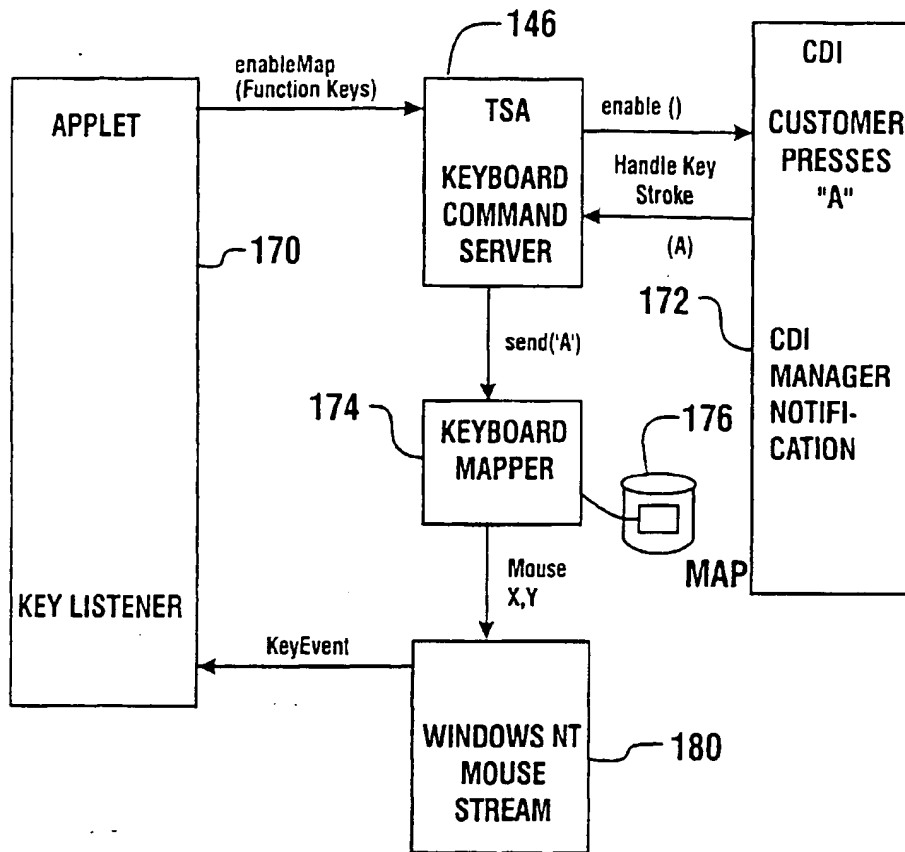 146
enableMap
(Function Keys)
APPLET
170
KEY LISTENER
TSA
KEYBOARD
COMMAND
SERVER
enable ()
Handle Key
Stroke
(A)
CDI
CUSTOMER
PRESSES
"A"
172
CDI
MANAGER
NOTIFI-
CATION
send('A')
174
KEYBOARD
MAPPER
176
MAP
Mouse
X,Y
KeyEvent
WINDOWS NT
MOUSE
STREAM
180